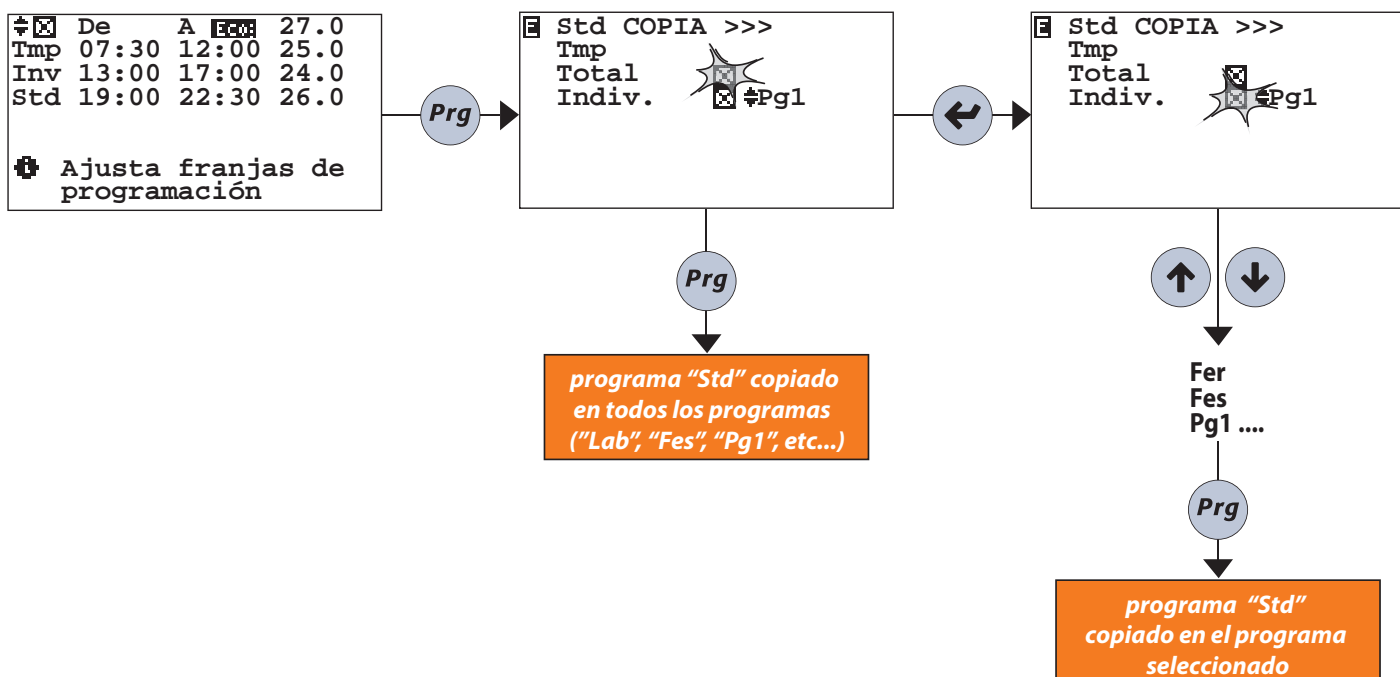 De A Eco 27.0
Tmp 07:30 12:00 25.0
Inv 13:00 17:00 24.0
Std 19:00 22:30 26.0
Ajusta franjas de
programación
Prg
E Std COPIA >>>
Tmp
Total
Indiv. Pg1
Prg
programa “Std” copiado
en todos los programas
(”Lab”, “Fes”, “Pg1”, etc...)
E Std COPIA >>>
Tmp
Total
Indiv. Pg1
Fer
Fes
Pg1 ....
Prg
programa “Std”
copiado en el programa
seleccionado